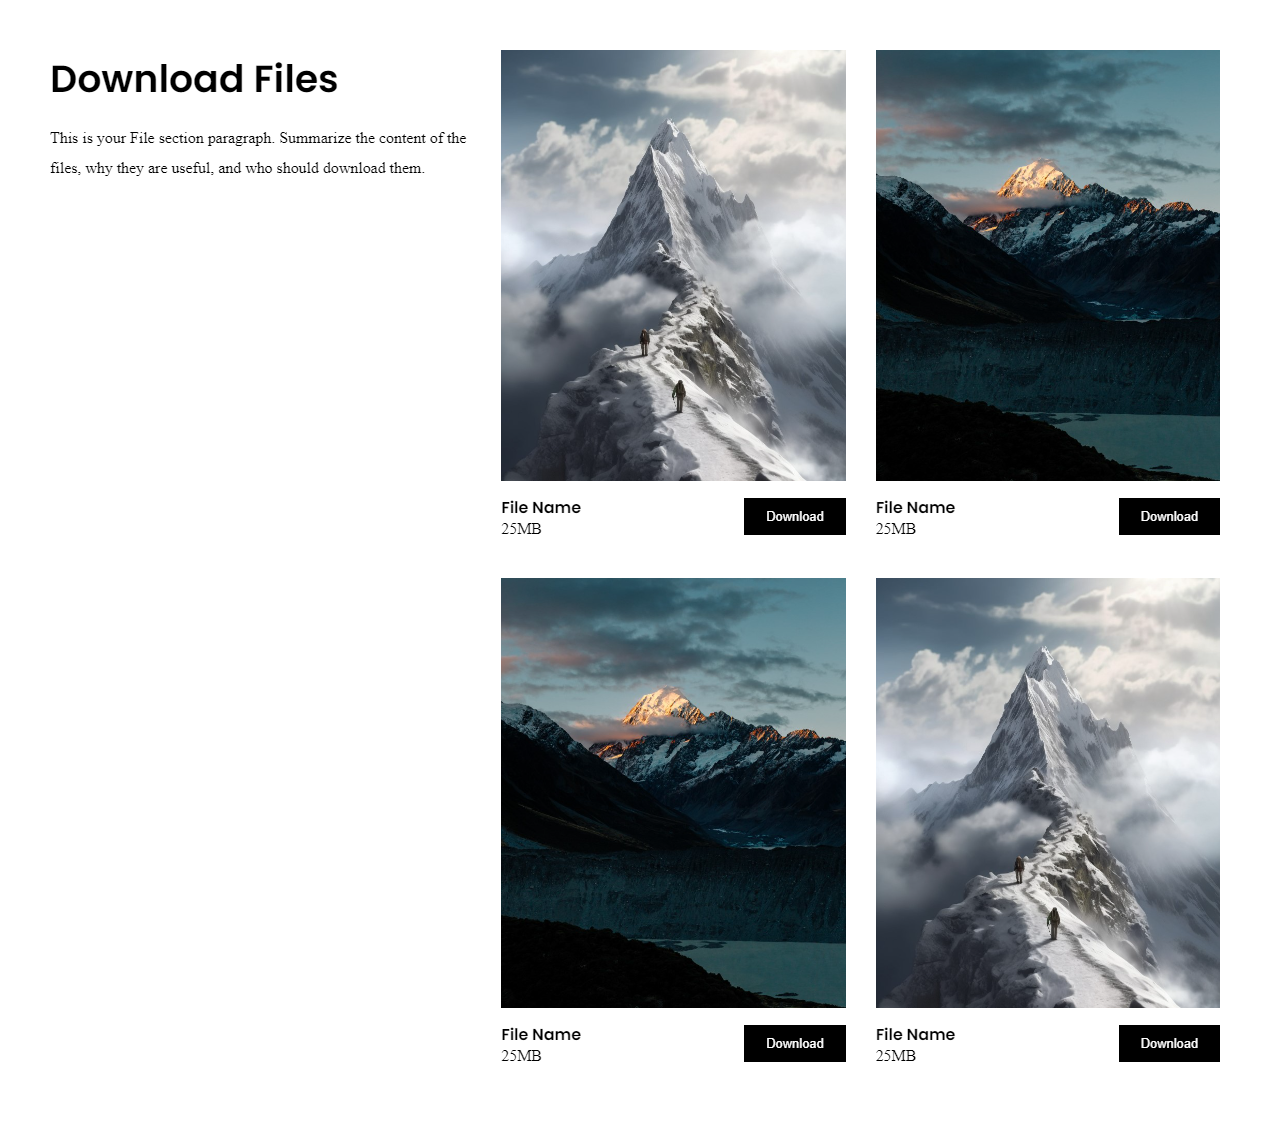 Download Files
This is your File section paragraph. Summarize the content of the
files, why they are useful, and who should download them.
File Name
25MB
Download
File Name
25MB
Download
File Name
25MB
Download
File Name
25MB
Download